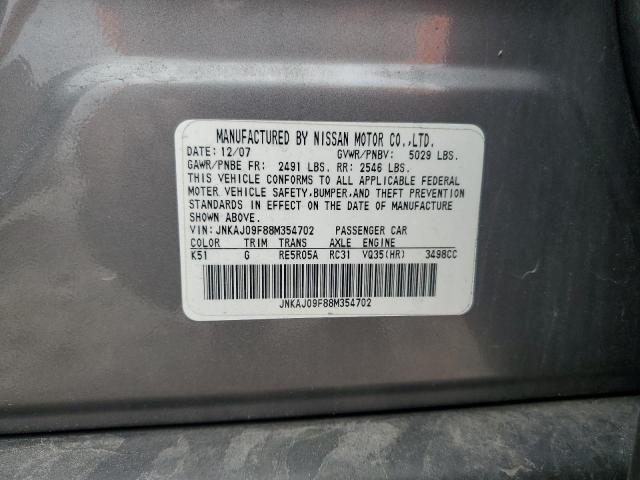 MANUFACTURED BY NISSAN MOTOR CO.,LTD.
DATE: 12/07 GVWR/PNBV: 5029 LBS.
GAWR/PNBE FR: 2491 LBS. RR: 2546 LBS.
THIS VEHICLE CONFORMS TO ALL APPLICABLE FEDERAL
MOTOR VEHICLE SAFETY,BUMPER,AND THEFT PREVENTION
STANDARDS IN EFFECT ON THE DATE OF MANUFACTURE
SHOWN ABOVE.
VIN: JNKAJ09F88M354702 PASSENGER CAR
COLOR TRIM TRANS AXLE ENGINE
K51 G RE5R05A RC31 VQ35(HR) 3498CC
JNKAJ09F88M354702